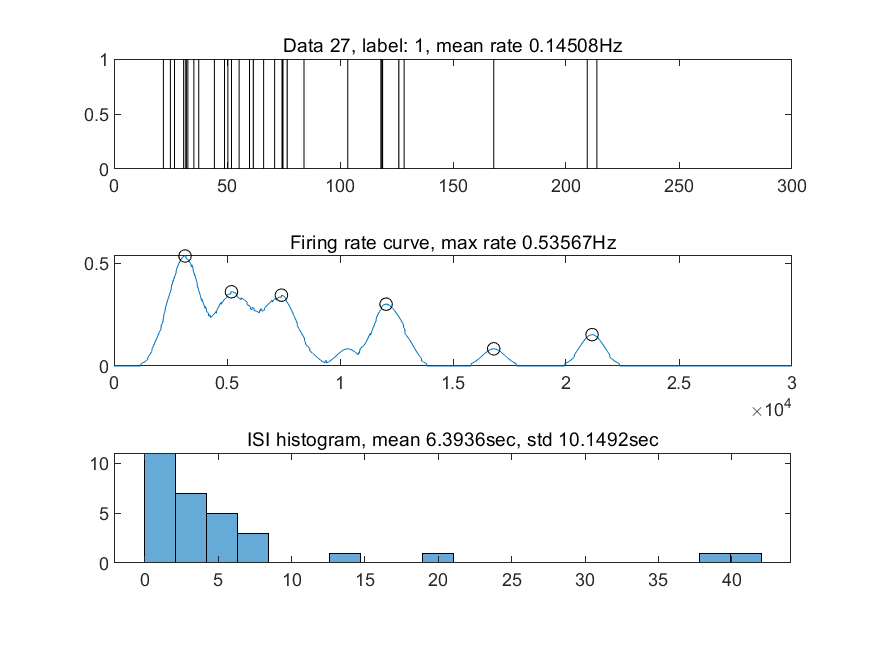 Data 27, label: 1, mean rate 0.14508Hz
1
0.5
0
0 50 100 150 200 250 300
Firing rate curve, max rate 0.53567Hz
0.5
0
0 0.5 1 1.5 2 2.5 3
×10^4
ISI histogram, mean 6.3936sec, std 10.1492sec
10
5
0
0 5 10 15 20 25 30 35 40